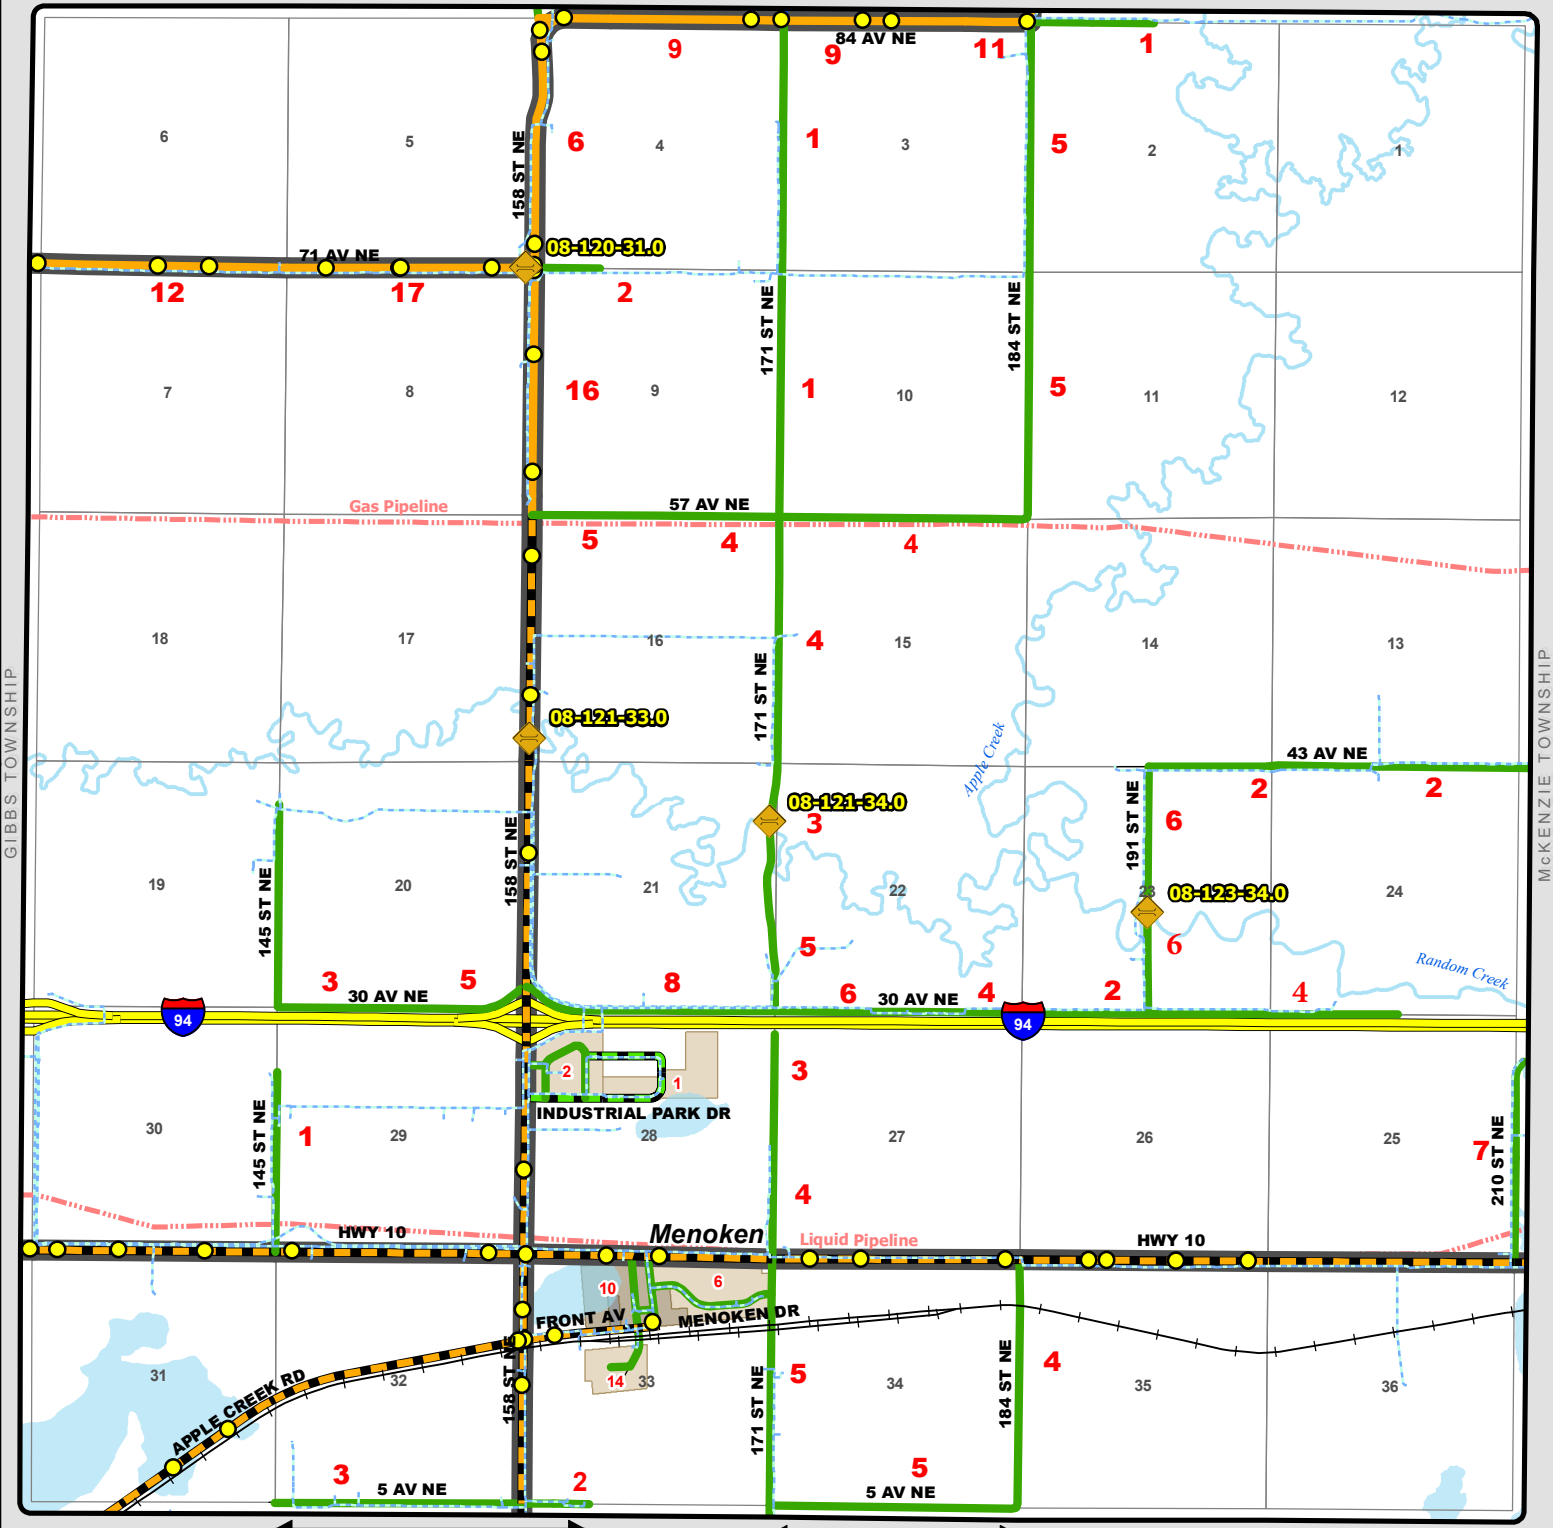 84 AV NE
9
9
11
1
6
5
158 ST NE
6
4
1
3
5
2
1
71 AV NE
08-120-31.0
12
17
2
171 ST NE
184 ST NE
7
8
16
9
1
10
5
11
12
Gas Pipeline
57 AV NE
5
4
4
18
17
16
4
15
14
13
GIBBS TOWNSHIP
McKENZIE TOWNSHIP
171 ST NE
08-121-33.0
Apple Creek
43 AV NE
2
2
08-121-34.0
3
191 ST NE
6
158 ST NE
145 ST NE
19
20
21
22
23
08-123-34.0
24
5
6
Random Creek
3
5
8
30 AV NE
6
30 AV NE
4
2
4
94
94
2
1
3
INDUSTRIAL PARK DR
145 ST NE
30
1
29
28
27
26
25
7
210 ST NE
4
HWY 10
Menoken
Liquid Pipeline
HWY 10
10
6
FRONT AV
MENOKEN DR
31
32
APPLE CREEK RD
158 ST NE
14
33
5
171 ST NE
34
184 ST NE
4
35
36
3
5 AV NE
2
5
5 AV NE